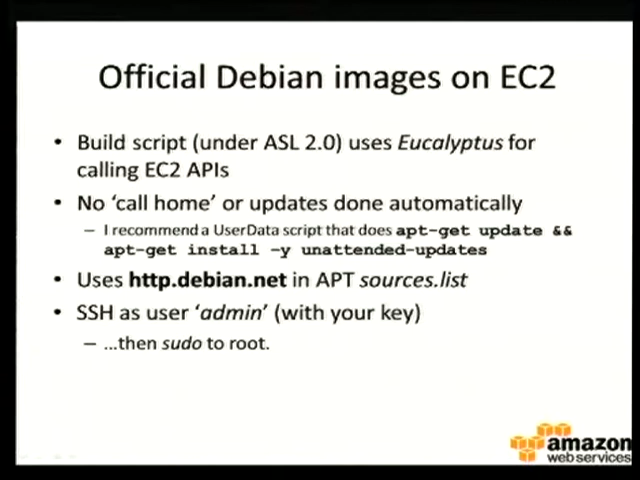 Official Debian images on EC2
• Build script (under ASL 2.0) uses Eucalyptus for
calling EC2 APIs
• No ‘call home’ or updates done automatically
– I recommend a UserData script that does apt-get update &&
apt-get install -y unattended-updates
• Uses http.debian.net in APT sources.list
• SSH as user ‘admin’ (with your key)
– …then sudo to root.
amazon
web services